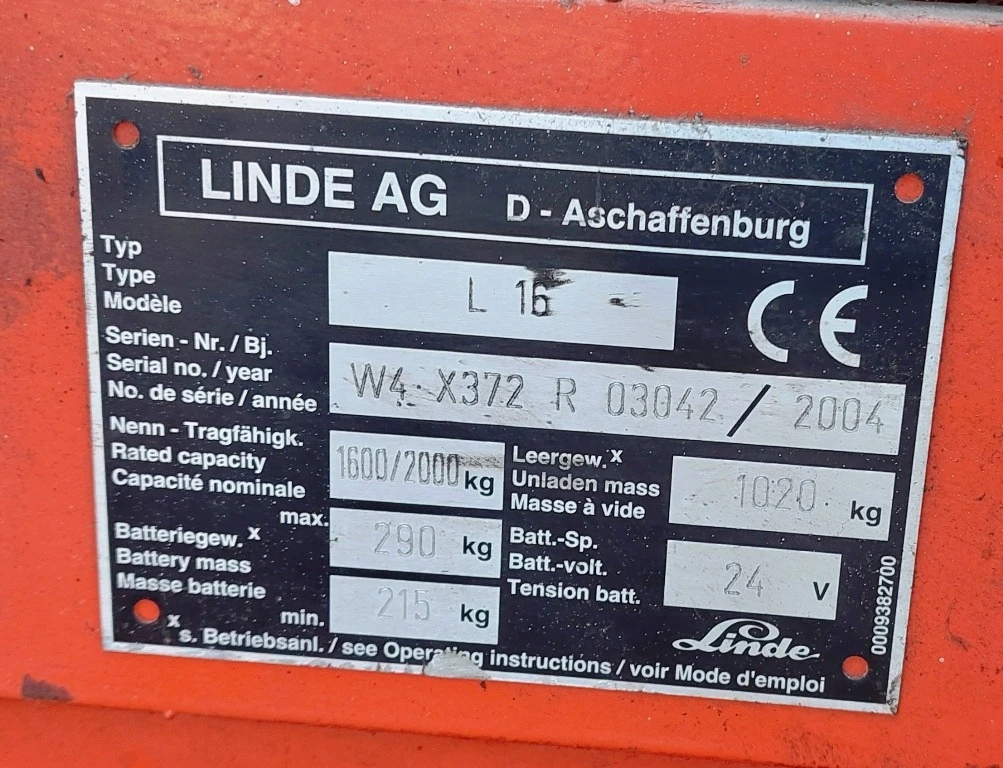 LINDE AG D - Aschaffenburg
Typ
Type
Modèle
L 16
CE
Serien - Nr. / Bj.
Serial no. / year
No. de série / année
W4 X372 R 03042 / 2004
Nenn - Tragfähigk.
Rated capacity
Capacité nominale
1600/2000 kg
Leergew. x
Unladen mass
Masse à vide
1020 kg
max.
Batteriegew. x
Battery mass
Masse batterie
290 kg
min.
215 kg
Batt.-Sp.
Batt.-volt.
Tension batt.
24 V
Linde
0009382700
x
s. Betriebsanl. / see Operating instructions / voir Mode d'emploi